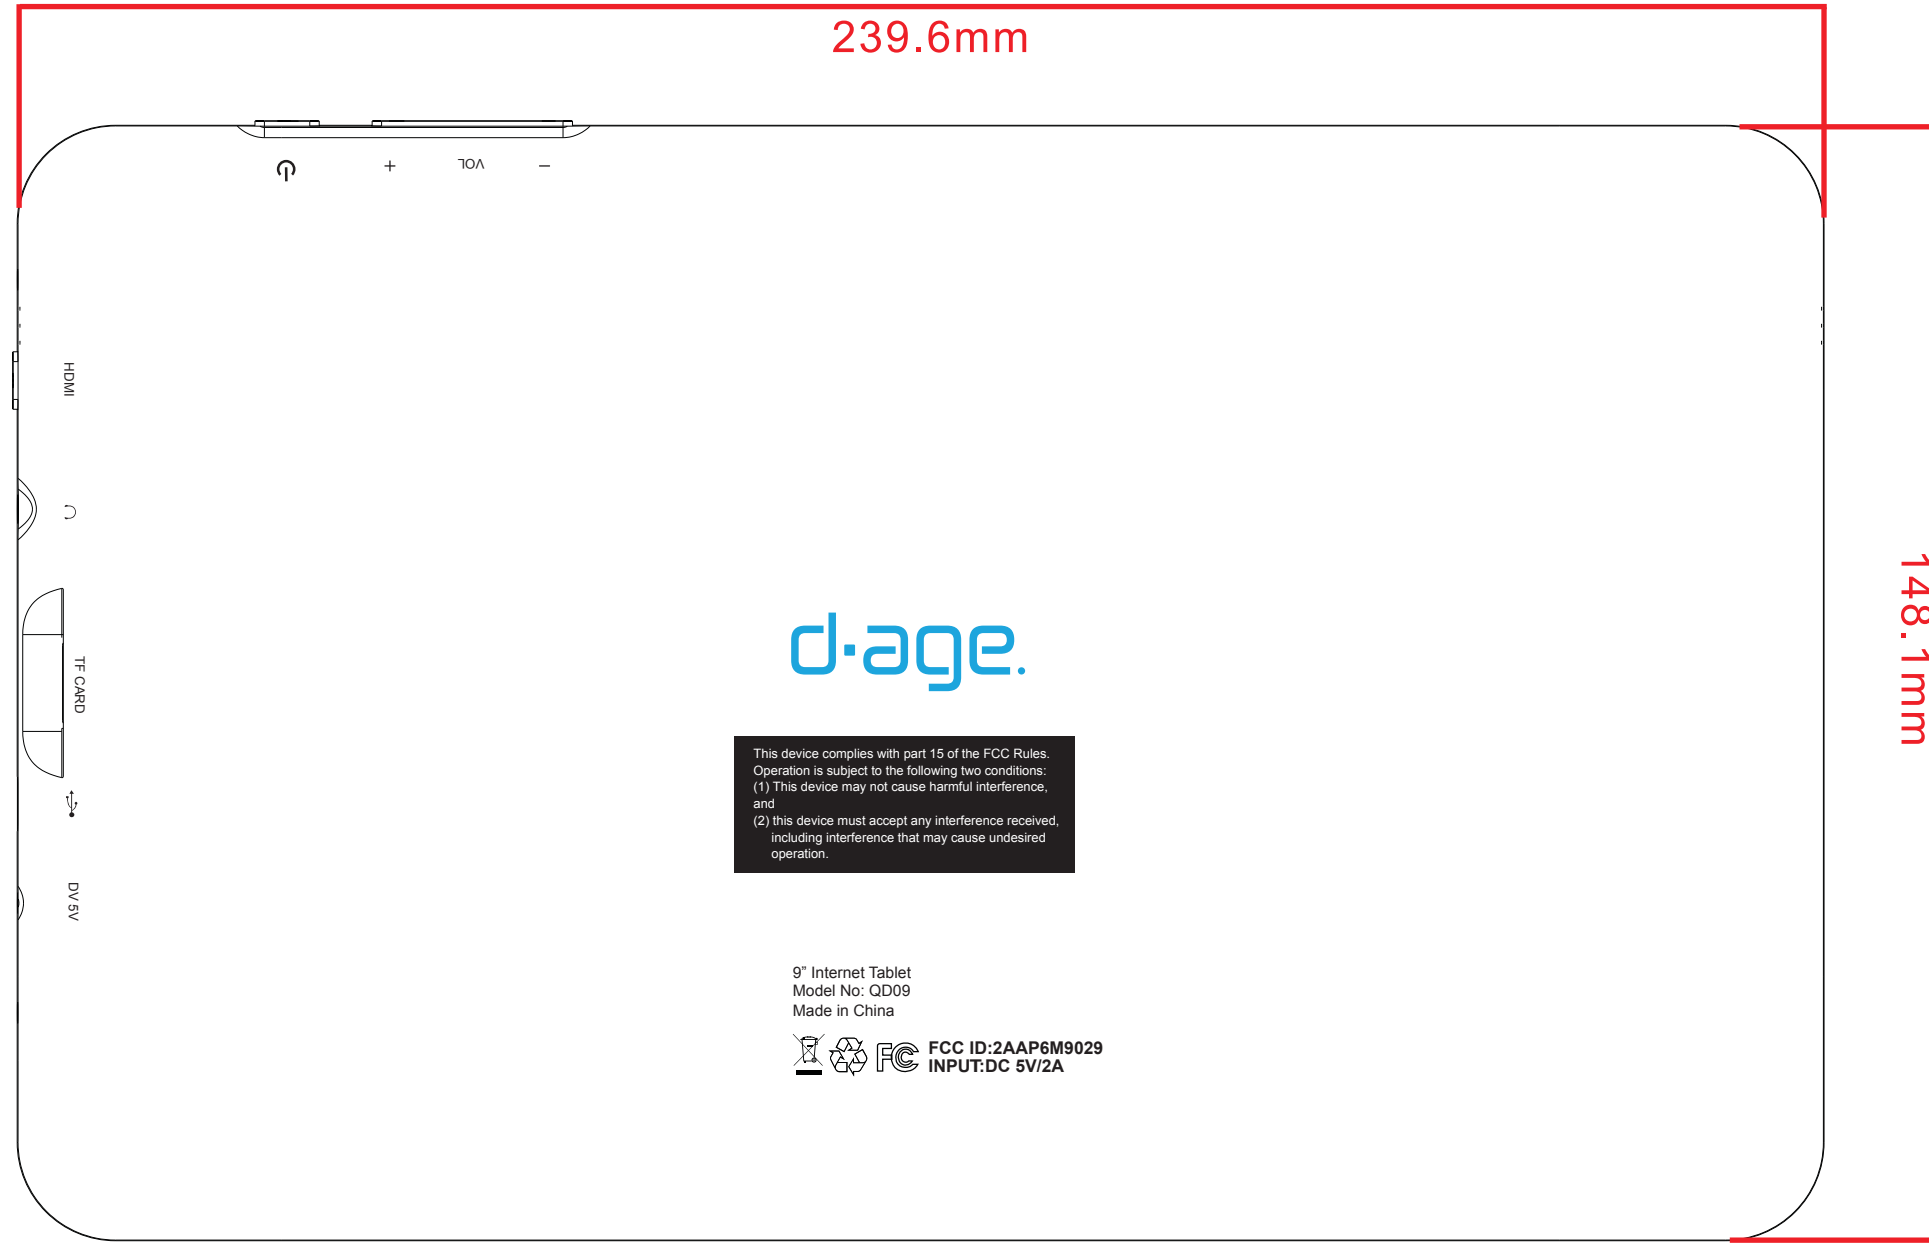 239.6mm
+ VOL −
HDMI
148.1mm
d·age.
TF CARD
This device complies with part 15 of the FCC Rules.
Operation is subject to the following two conditions:
(1) This device may not cause harmful interference,
and
(2) this device must accept any interference received,
including interference that may cause undesired
operation.
DV 5V
9” Internet Tablet
Model No: QD09
Made in China
FC FCC ID:2AAP6M9029
INPUT:DC 5V/2A